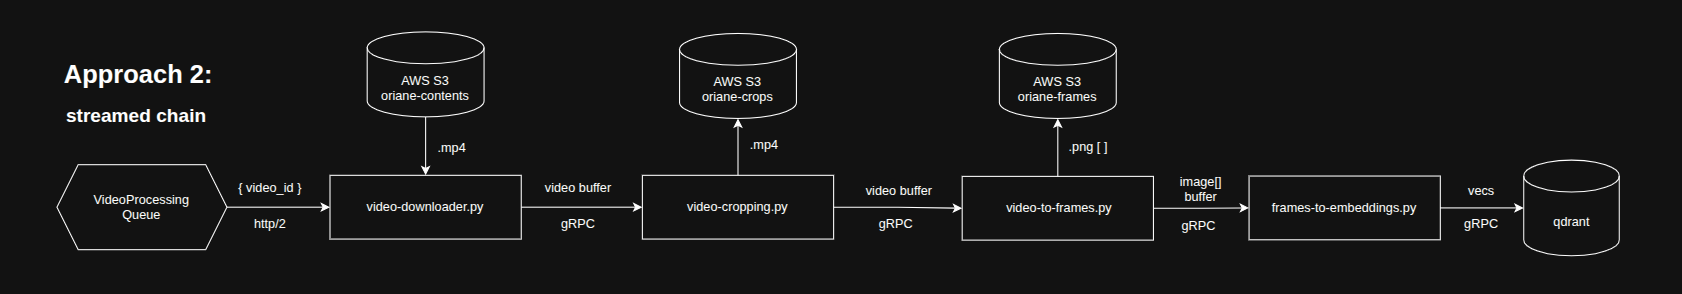 Approach 2:
streamed chain
VideoProcessing
Queue
{ video_id }
http/2
AWS S3
oriane-contents
.mp4
video-downloader.py
video buffer
gRPC
AWS S3
oriane-crops
.mp4
video-cropping.py
video buffer
gRPC
AWS S3
oriane-frames
.png [ ]
video-to-frames.py
image[]
buffer
gRPC
frames-to-embeddings.py
vecs
gRPC
qdrant